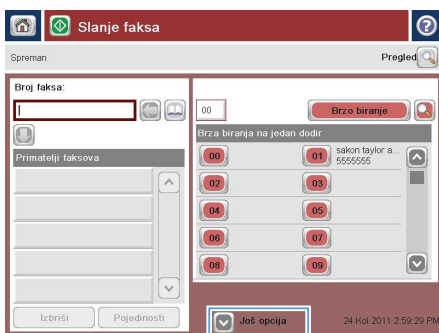 Slanje faksa
Spreman
Pregled
Broj faksa:
Primatelji faksova
Izbriši
Pojedinosti
00
Brzo biranje
Brza biranja na jedan dodir
00
01
sakon taylor a...
5555555
02
03
04
05
06
07
08
09
Još opcija
24.Kol.2011 2:59:29 PM